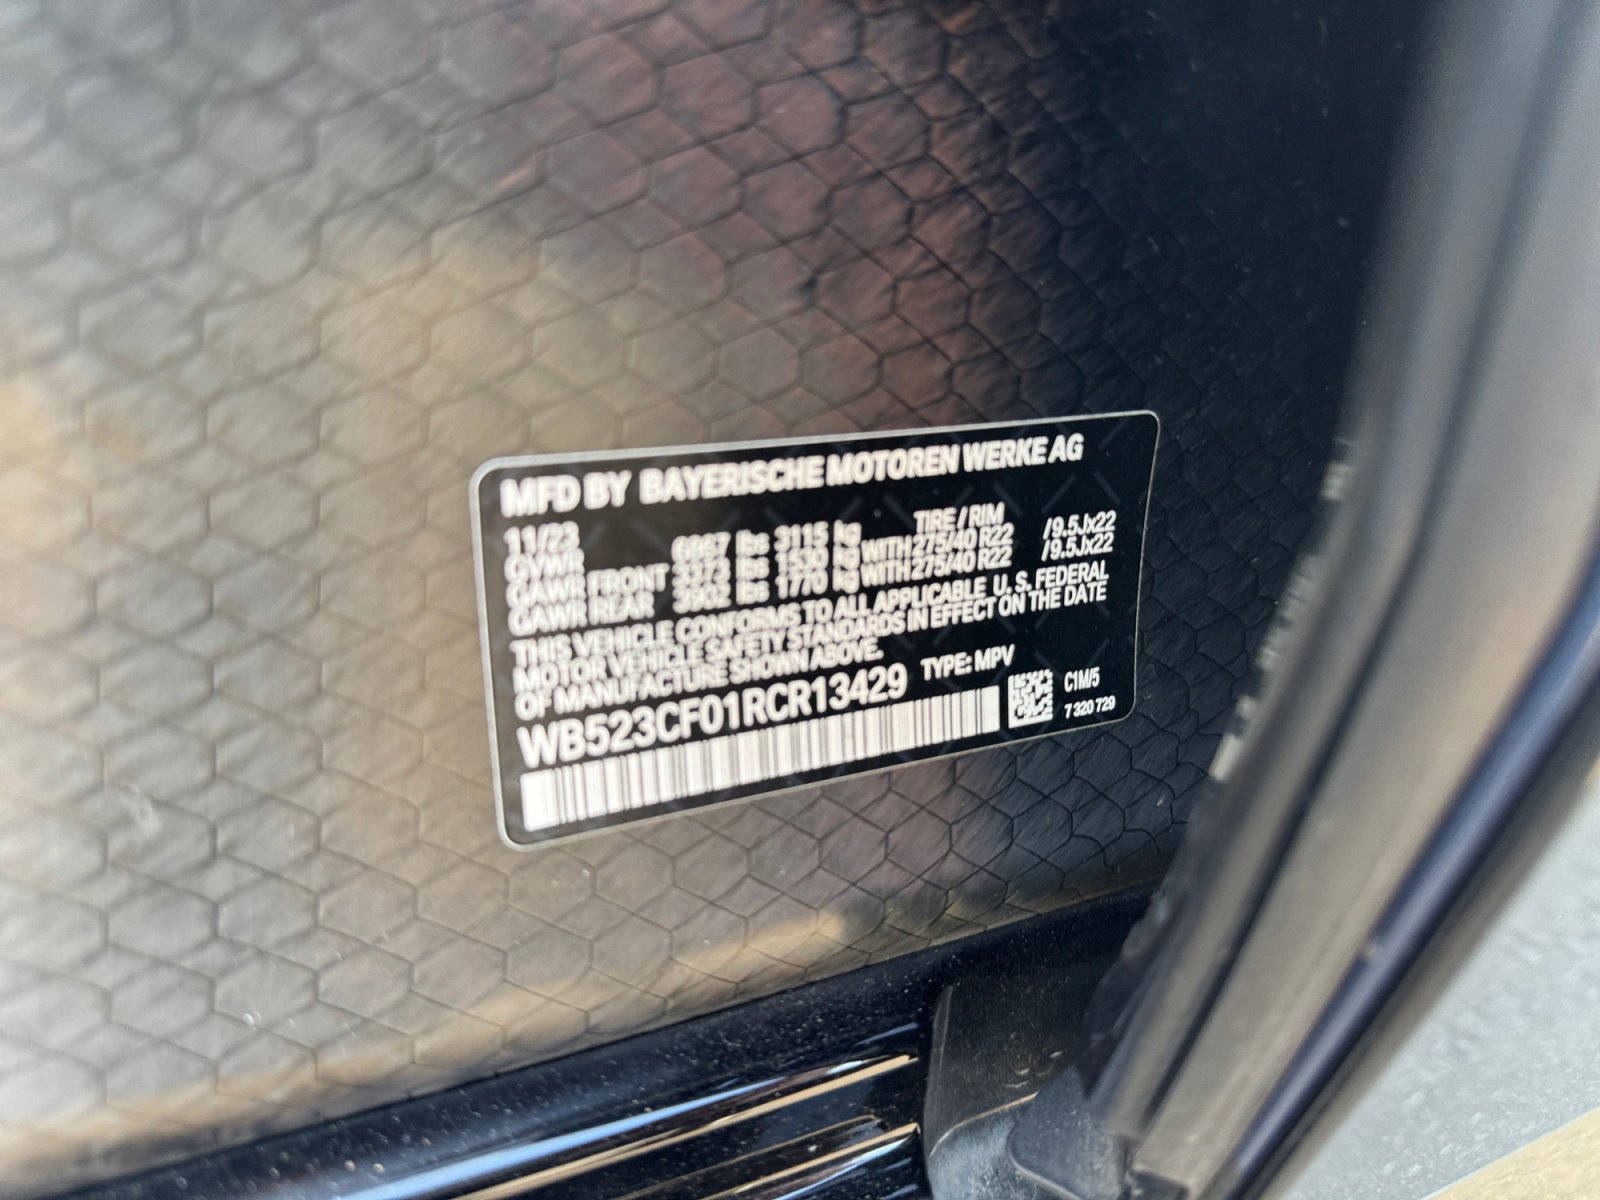 MFD BY BAYERISCHE MOTOREN WERKE AG
11/23 TIRE / RIM
GVWR 6867 lbs 3115 kg WITH 275/40 R22 /9.5Jx22
GAWR FRONT 3373 lbs 1530 kg WITH 275/40 R22 /9.5Jx22
GAWR REAR 3902 lbs 1770 kg
THIS VEHICLE CONFORMS TO ALL APPLICABLE U.S. FEDERAL
MOTOR VEHICLE SAFETY STANDARDS IN EFFECT ON THE DATE
OF MANUFACTURE SHOWN ABOVE.
WB523CF01RCR13429 TYPE: MPV
C1M/5
7 320 729